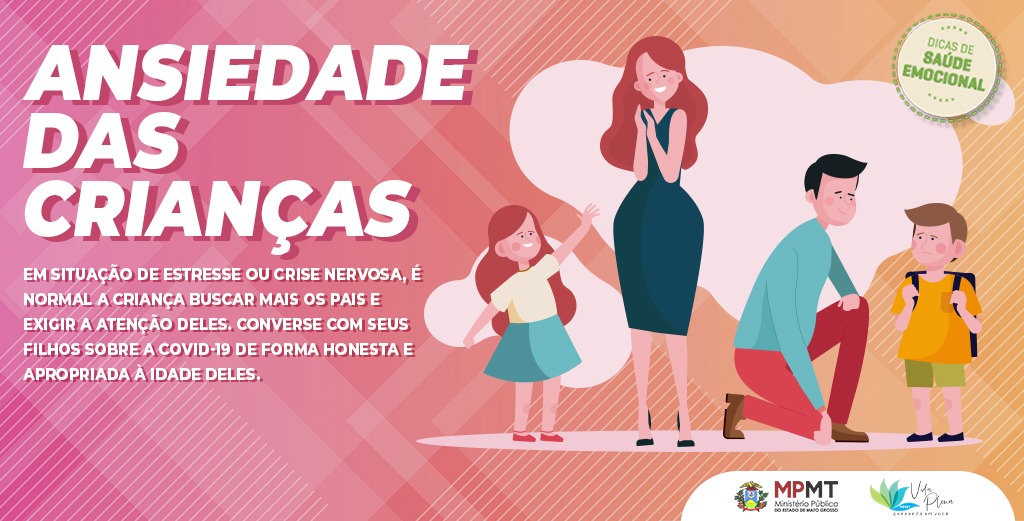 ANSIEDADE
DAS
CRIANÇAS
EM SITUAÇÃO DE ESTRESSE OU CRISE NERVOSA, É
NORMAL A CRIANÇA BUSCAR MAIS OS PAIS E
EXIGIR A ATENÇÃO DELES. CONVERSE COM SEUS
FILHOS SOBRE A COVID-19 DE FORMA HONESTA E
APROPRIADA À IDADE DELES.
DICAS DE
SAÚDE
EMOCIONAL
MPMT
Ministério Público
DO ESTADO DE MATO GROSSO
Vida
Plena